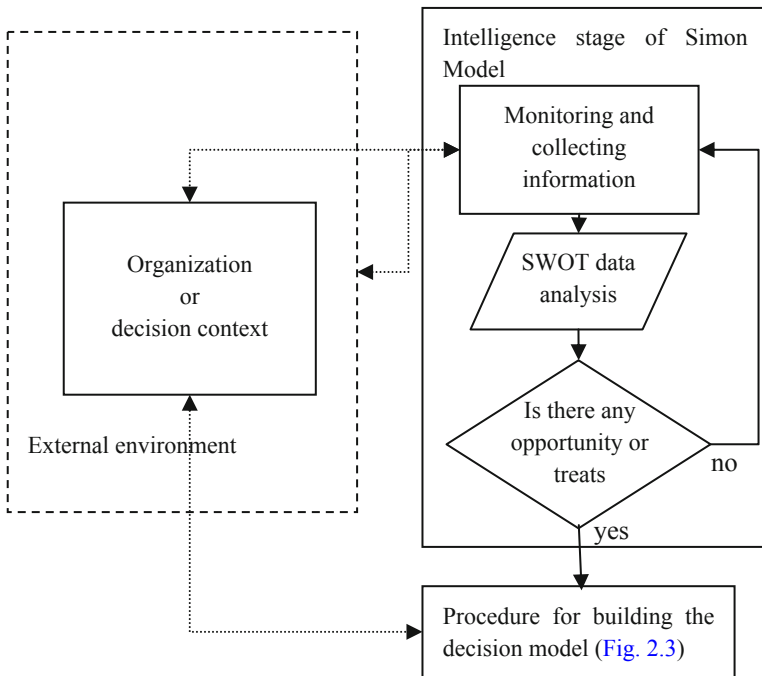 Intelligence stage of Simon
Model
Monitoring and
collecting
information
SWOT data
analysis
Is there any
opportunity or
treats
no
yes
Organization
or
decision context
External environment
Procedure for building the
decision model (Fig. 2.3)